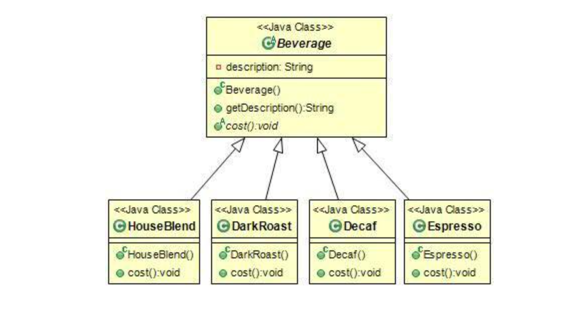 <<Java Class>>
Beverage
description: String
Beverage()
getDescription():String
cost():void
<<Java Class>>
HouseBlend
HouseBlend()
cost():void
<<Java Class>>
DarkRoast
DarkRoast()
cost():void
<<Java Class>>
Decaf
Decaf()
cost():void
<<Java Class>>
Espresso
Espresso()
cost():void